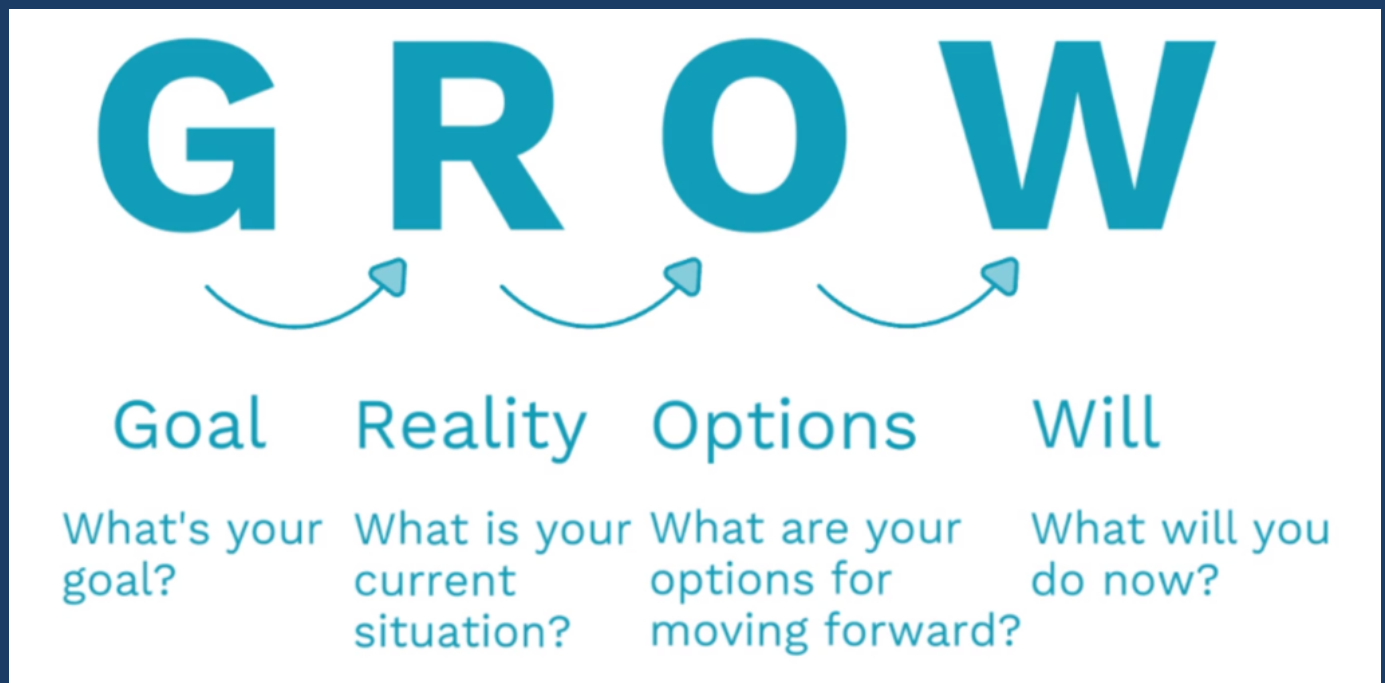 GROW
Goal Reality Options Will
What's your
goal?
What is your
current
situation?
What are your
options for
moving forward?
What will you
do now?